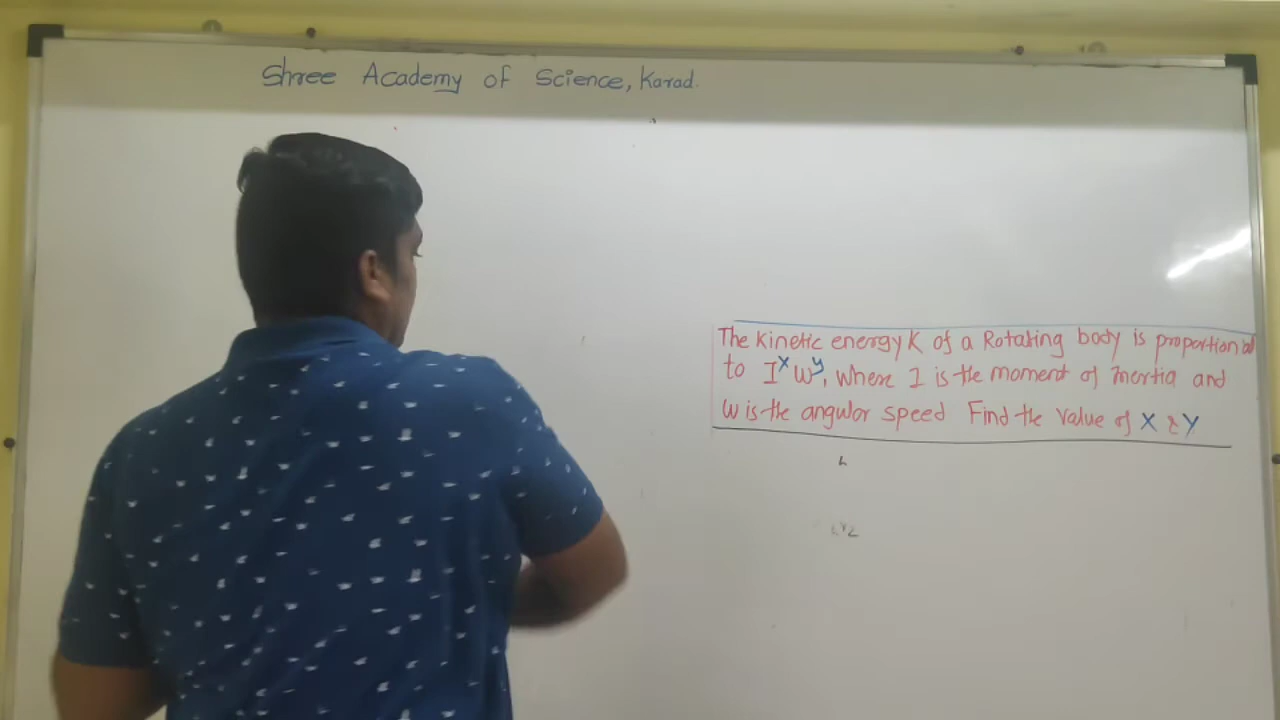 Shree Academy of Science, Karad.
The Kinetic energy K of a Rotating body is proportional
to I^x ω^y, where I is the moment of Inertia and
ω is the angular speed Find the value of X & Y